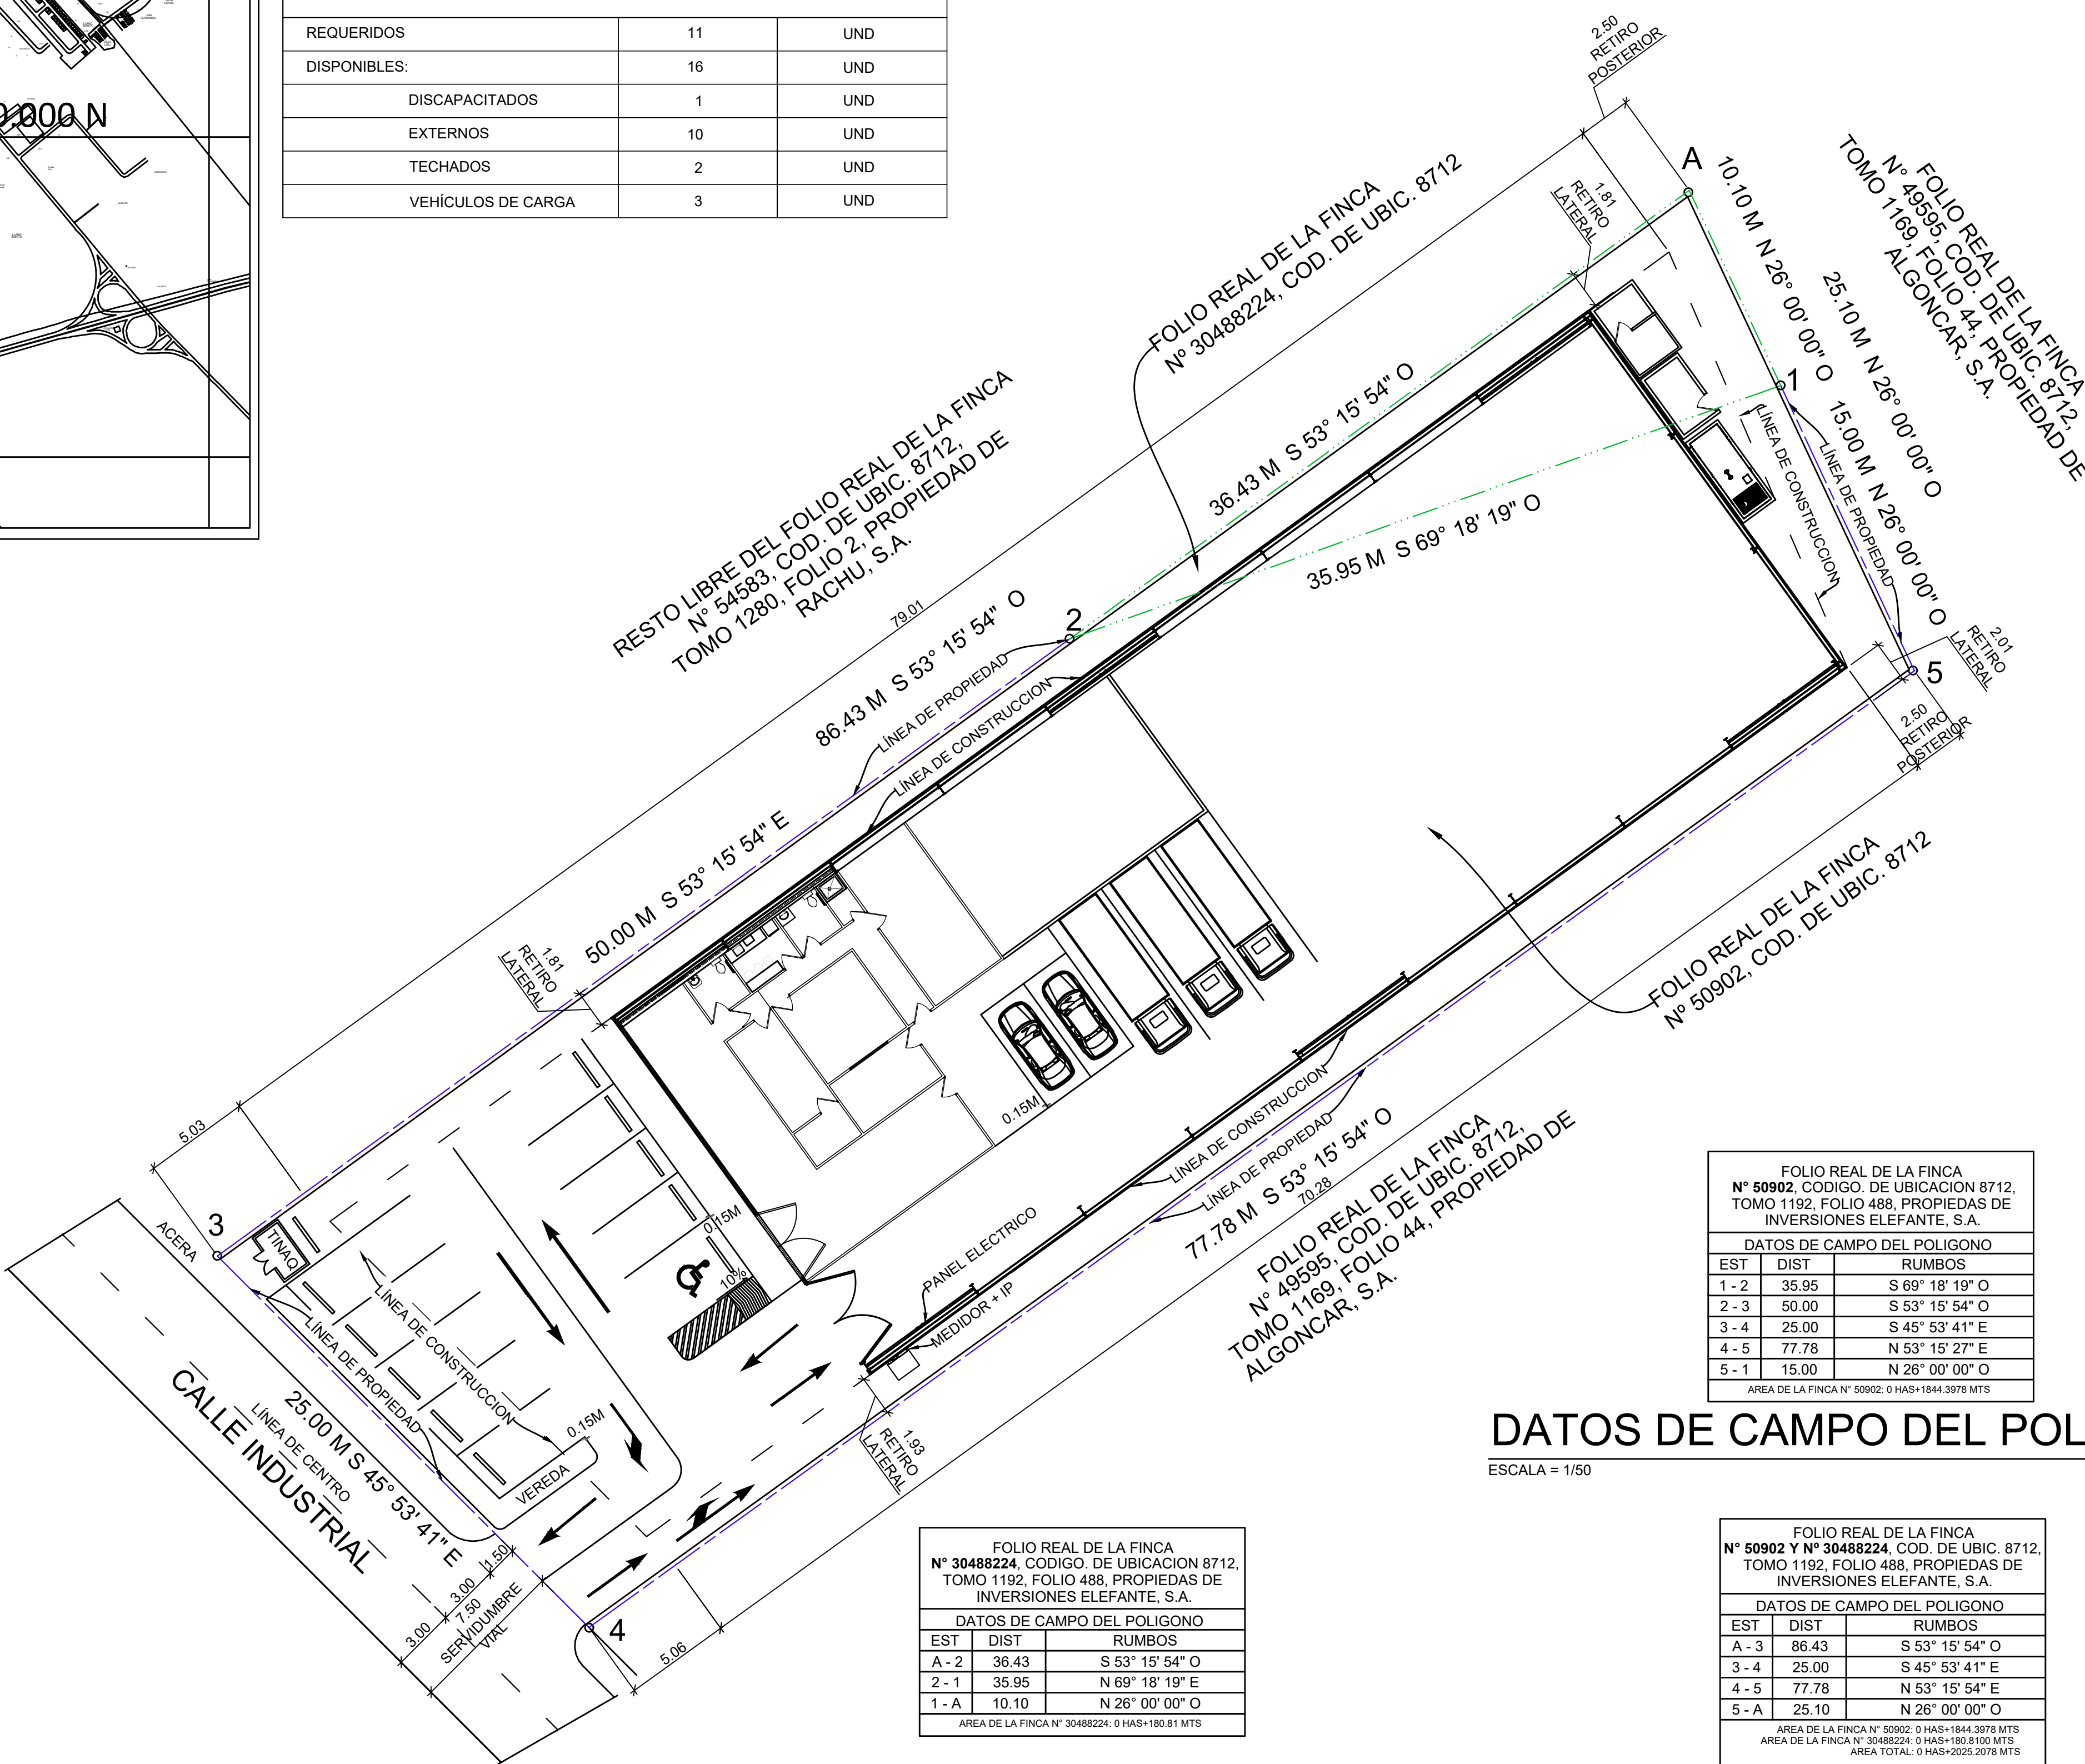 0.000 N
REQUERIDOS 11 UND
DISPONIBLES: 16 UND
DISCAPACITADOS 1 UND
EXTERNOS 10 UND
TECHADOS 2 UND
VEHÍCULOS DE CARGA 3 UND
2.50
RETIRO
POSTERIOR
A
1.81
RETIRO
LATERAL
10.10 M N 26° 00' 00" O
25.10 M N 26° 00' 00" O
15.00 M N 26° 00' 00" O
FOLIO REAL DE LA FINCA
N° 49595, COD. DE UBIC. 8712,
TOMO 1169, FOLIO 44, PROPIEDAD DE
ALGONCAR, S.A.
FOLIO REAL DE LA FINCA
Nº 30488224, COD. DE UBIC. 8712
1
LÍNEA DE CONSTRUCCION
LÍNEA DE PROPIEDAD
36.43 M S 53° 15' 54" O
35.95 M S 69° 18' 19" O
RESTO LIBRE DEL FOLIO REAL DE LA FINCA
N° 54583, COD. DE UBIC. 8712,
TOMO 1280, FOLIO 2, PROPIEDAD DE
RACHU, S.A.
79.01
2
86.43 M S 53° 15' 54" O
LÍNEA DE PROPIEDAD
LÍNEA DE CONSTRUCCION
2.01
RETIRO
LATERAL
5
2.50
RETIRO
POSTERIOR
50.00 M S 53° 15' 54" E
1.81
RETIRO
LATERAL
FOLIO REAL DE LA FINCA
Nº 50902, COD. DE UBIC. 8712
0.15M
LÍNEA DE CONSTRUCCION
LÍNEA DE PROPIEDAD
77.78 M S 53° 15' 54" O
70.28
FOLIO REAL DE LA FINCA
N° 49595, COD. DE UBIC. 8712,
TOMO 1169, FOLIO 44, PROPIEDAD DE
ALGONCAR, S.A.
5.03
3
ACERA
TINAQ
0.15M
10%
PANEL ELECTRICO
MEDIDOR + IP
LÍNEA DE CONSTRUCCION
LÍNEA DE PROPIEDAD
0.15M
VEREDA
1.93
RETIRO
LATERAL
25.00 M S 45° 53' 41" E
LÍNEA DE CENTRO
CALLE INDUSTRIAL
1.50
3.00
7.50
3.00
SERVIDUMBRE
VIAL
4
5.06
FOLIO REAL DE LA FINCA
N° 50902, CODIGO. DE UBICACION 8712,
TOMO 1192, FOLIO 488, PROPIEDAS DE
INVERSIONES ELEFANTE, S.A.
DATOS DE CAMPO DEL POLIGONO
EST DIST RUMBOS
1 - 2 35.95 S 69° 18' 19" O
2 - 3 50.00 S 53° 15' 54" O
3 - 4 25.00 S 45° 53' 41" E
4 - 5 77.78 N 53° 15' 27" E
5 - 1 15.00 N 26° 00' 00" O
AREA DE LA FINCA N° 50902: 0 HAS+1844.3978 MTS
DATOS DE CAMPO DEL POL
ESCALA = 1/50
FOLIO REAL DE LA FINCA
N° 30488224, CODIGO. DE UBICACION 8712,
TOMO 1192, FOLIO 488, PROPIEDAS DE
INVERSIONES ELEFANTE, S.A.
DATOS DE CAMPO DEL POLIGONO
EST DIST RUMBOS
A - 2 36.43 S 53° 15' 54" O
2 - 1 35.95 N 69° 18' 19" E
1 - A 10.10 N 26° 00' 00" O
AREA DE LA FINCA N° 30488224: 0 HAS+180.81 MTS
FOLIO REAL DE LA FINCA
N° 50902 Y Nº 30488224, COD. DE UBIC. 8712,
TOMO 1192, FOLIO 488, PROPIEDAS DE
INVERSIONES ELEFANTE, S.A.
DATOS DE CAMPO DEL POLIGONO
EST DIST RUMBOS
A - 3 86.43 S 53° 15' 54" O
3 - 4 25.00 S 45° 53' 41" E
4 - 5 77.78 N 53° 15' 54" E
5 - A 25.10 N 26° 00' 00" O
AREA DE LA FINCA N° 50902: 0 HAS+1844.3978 MTS
AREA DE LA FINCA N° 30488224: 0 HAS+180.8100 MTS
AREA TOTAL: 0 HAS+2025.2078 MTS